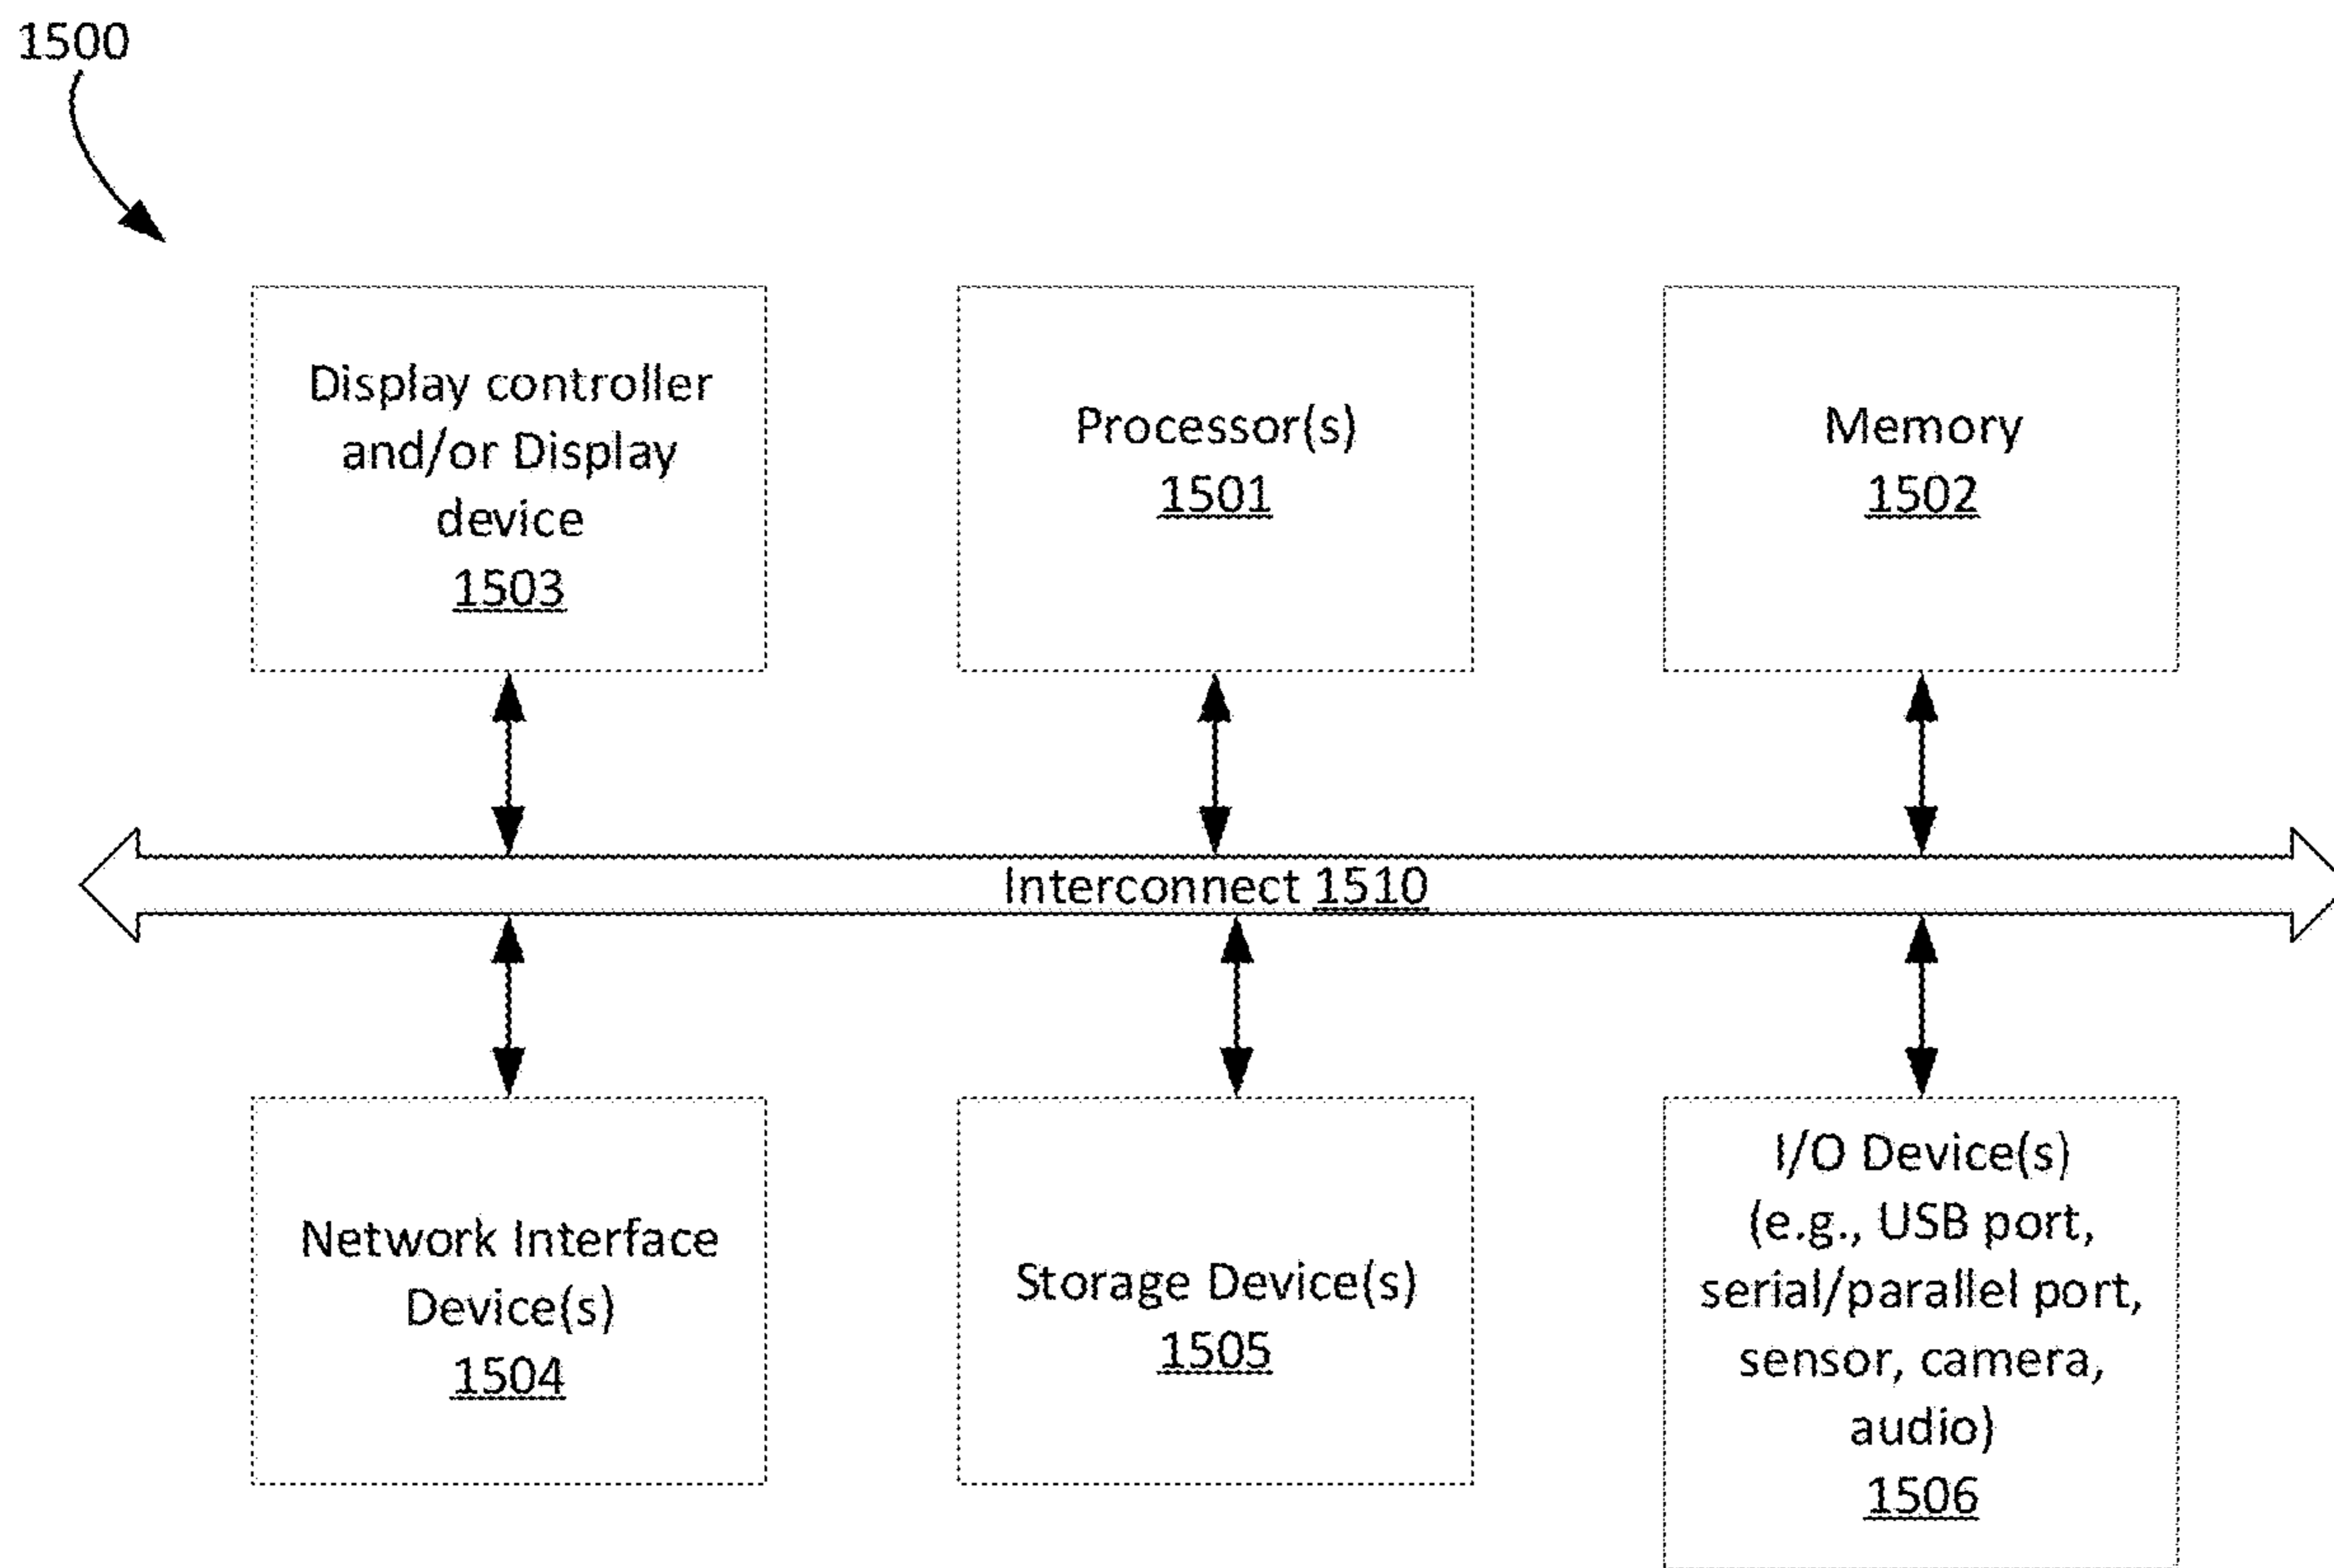 1500
Display controller
and/or Display
device
1503
Processor(s)
1501
Memory
1502
Interconnect 1510
Network Interface
Device(s)
1504
Storage Device(s)
1505
I/O Device(s)
(e.g., USB port,
serial/parallel port,
sensor, camera,
audio)
1506